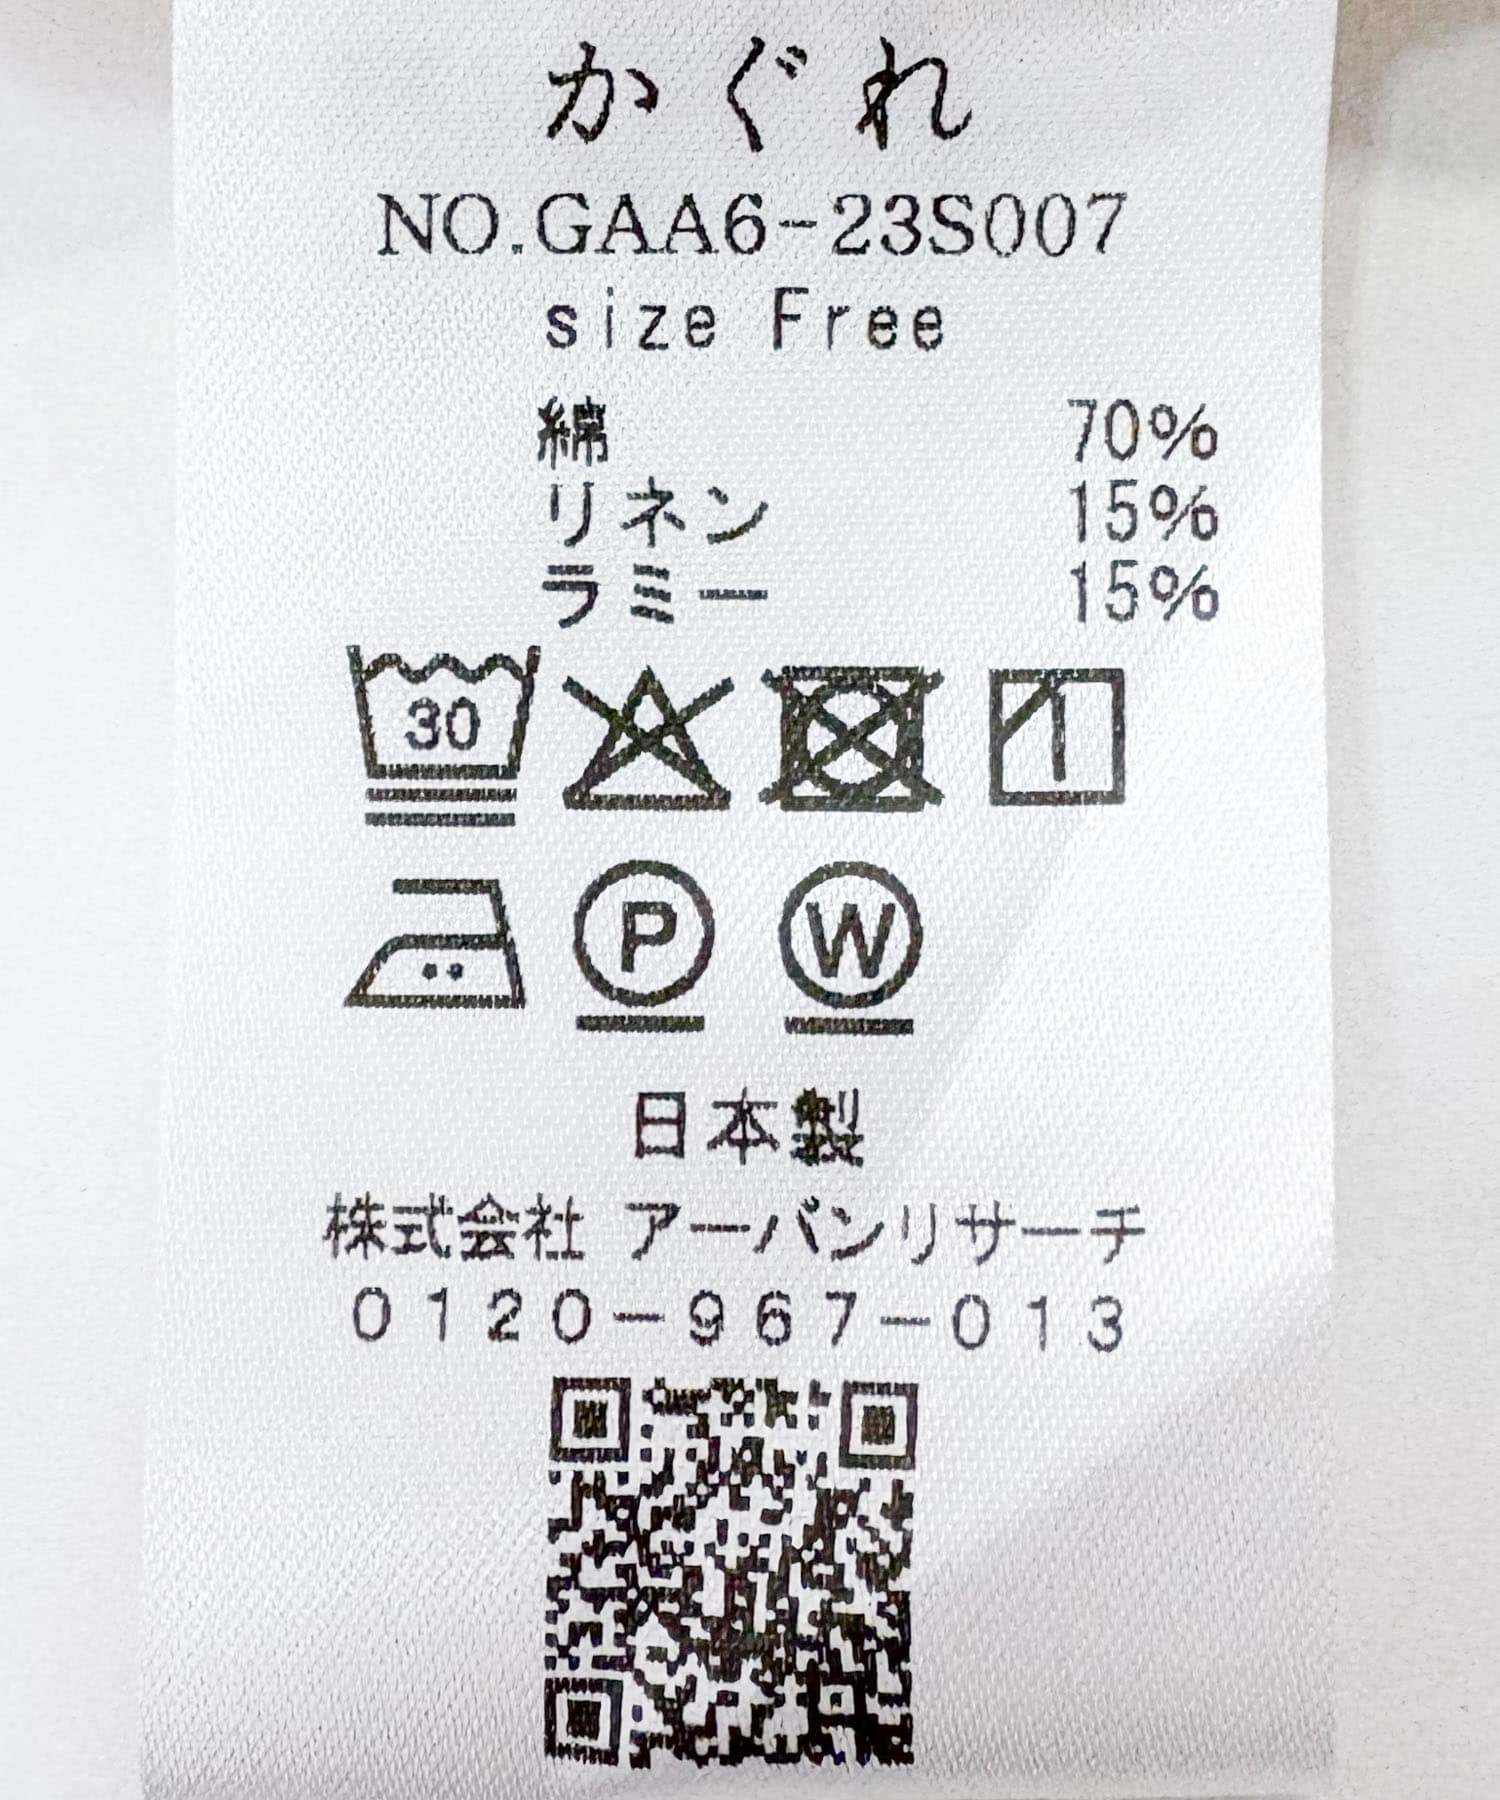 かぐれ
NO.GAA6-23S007
size Free
綿 70%
リネン 15%
ラミー 15%
30
P W
日本製
株式会社 アーバンリサーチ
0120-967-013